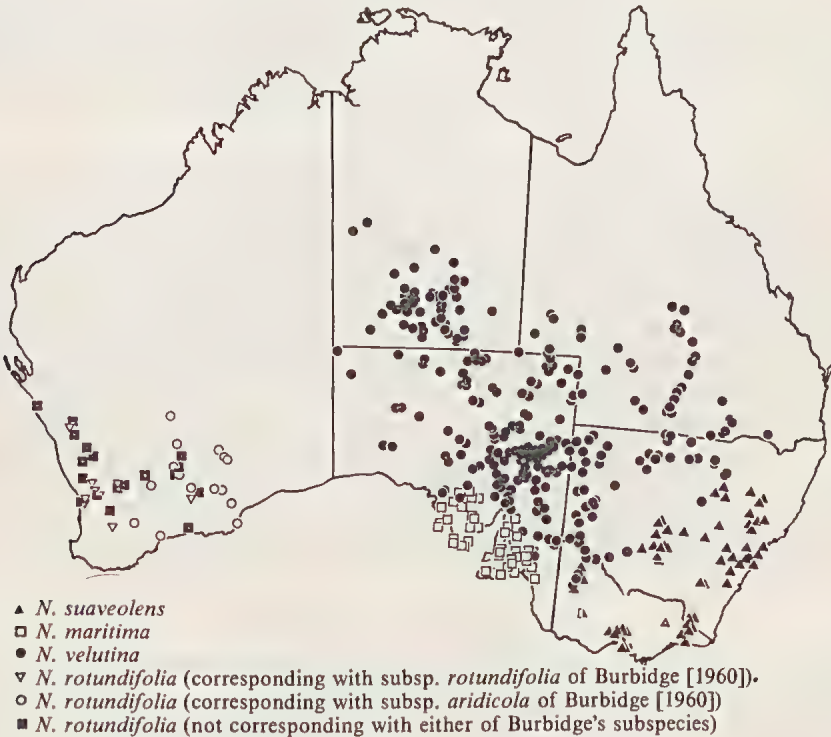 N. suaveolens
N. maritima
N. velutina
N. rotundifolia (corresponding with subsp. rotundifolia of Burbidge [1960]).
N. rotundifolia (corresponding with subsp. aridicola of Burbidge [1960])
N. rotundifolia (not corresponding with either of Burbidge's subspecies)